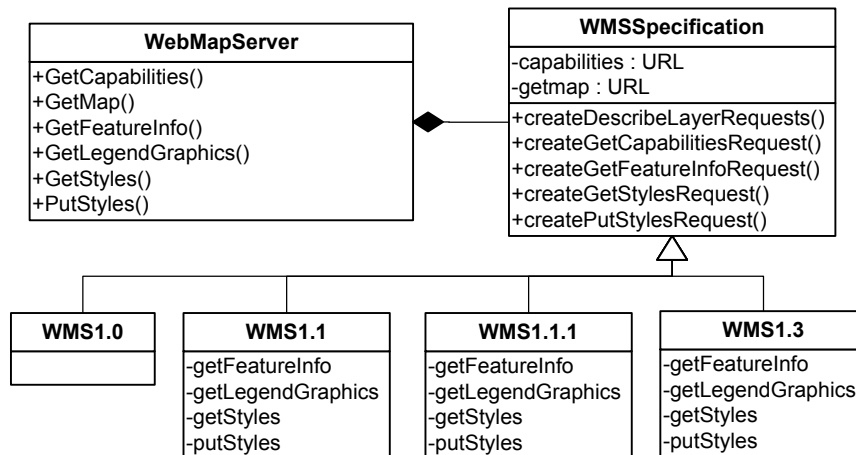 WebMapServer
+GetCapabilities()
+GetMap()
+GetFeatureInfo()
+GetLegendGraphics()
+GetStyles()
+PutStyles()
WMSSpecification
-capabilities : URL
-getmap : URL
+createDescribeLayerRequests()
+createGetCapabilitiesRequest()
+createGetFeatureInfoRequest()
+createGetStylesRequest()
+createPutStylesRequest()
WMS1.0
WMS1.1
-getFeatureInfo
-getLegendGraphics
-getStyles
-putStyles
WMS1.1.1
-getFeatureInfo
-getLegendGraphics
-getStyles
-putStyles
WMS1.3
-getFeatureInfo
-getLegendGraphics
-getStyles
-putStyles